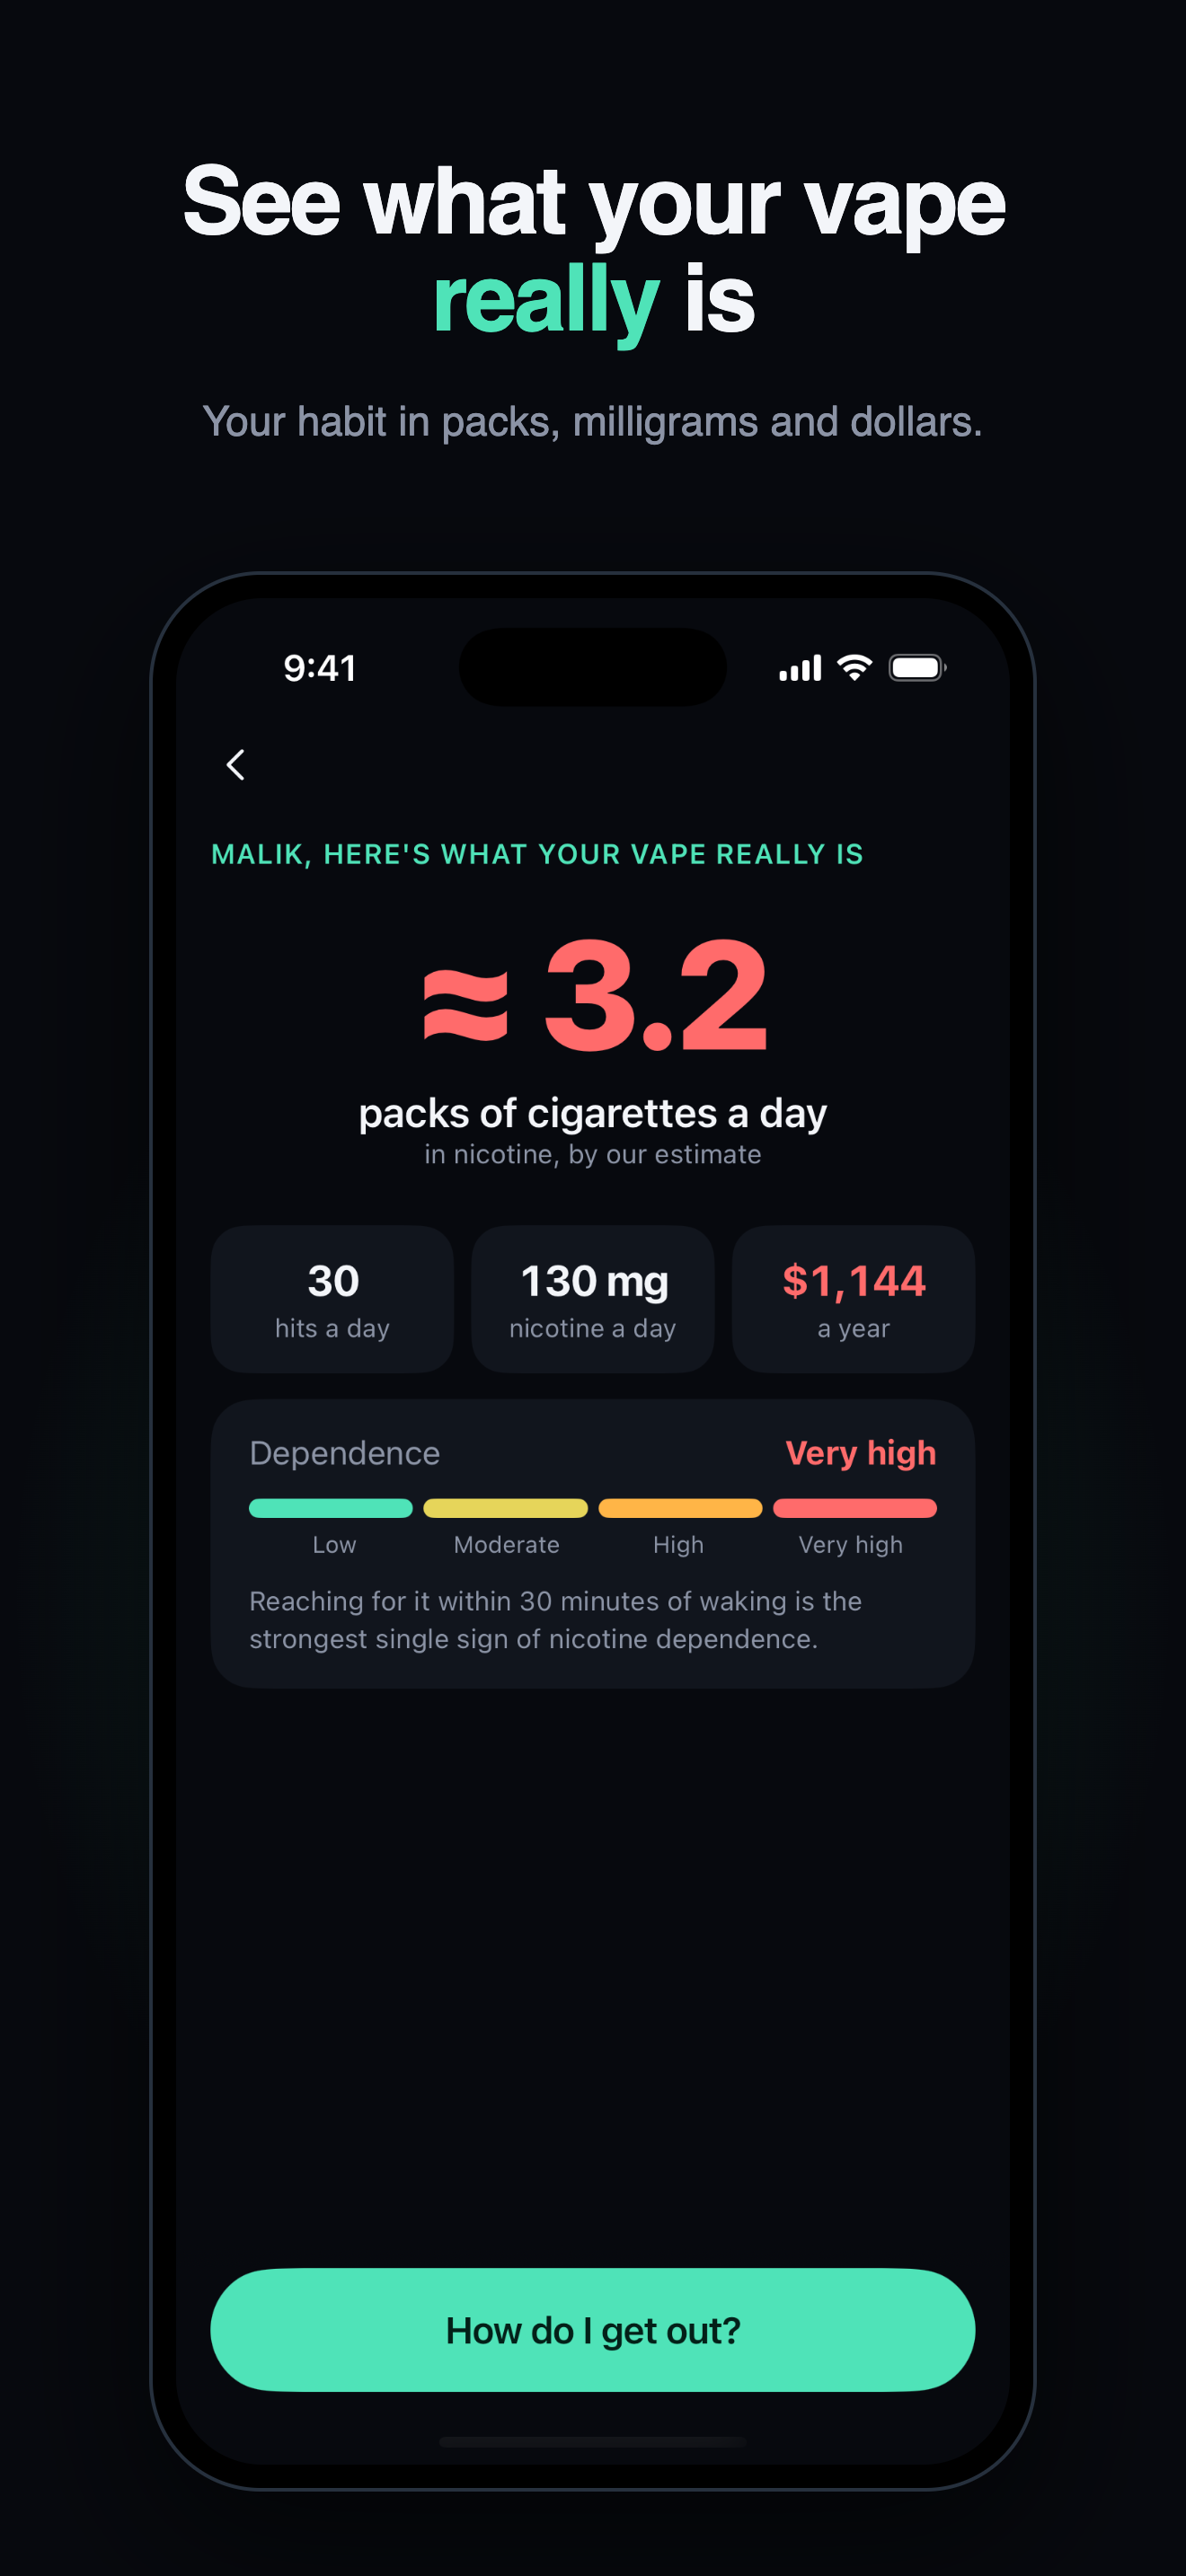 See what your vape
really is
Your habit in packs, milligrams and dollars.
9:41
MALIK, HERE'S WHAT YOUR VAPE REALLY IS
≈ 3.2
packs of cigarettes a day
in nicotine, by our estimate
30
hits a day
130 mg
nicotine a day
$1,144
a year
Dependence
Very high
Low
Moderate
High
Very high
Reaching for it within 30 minutes of waking is the
strongest single sign of nicotine dependence.
How do I get out?